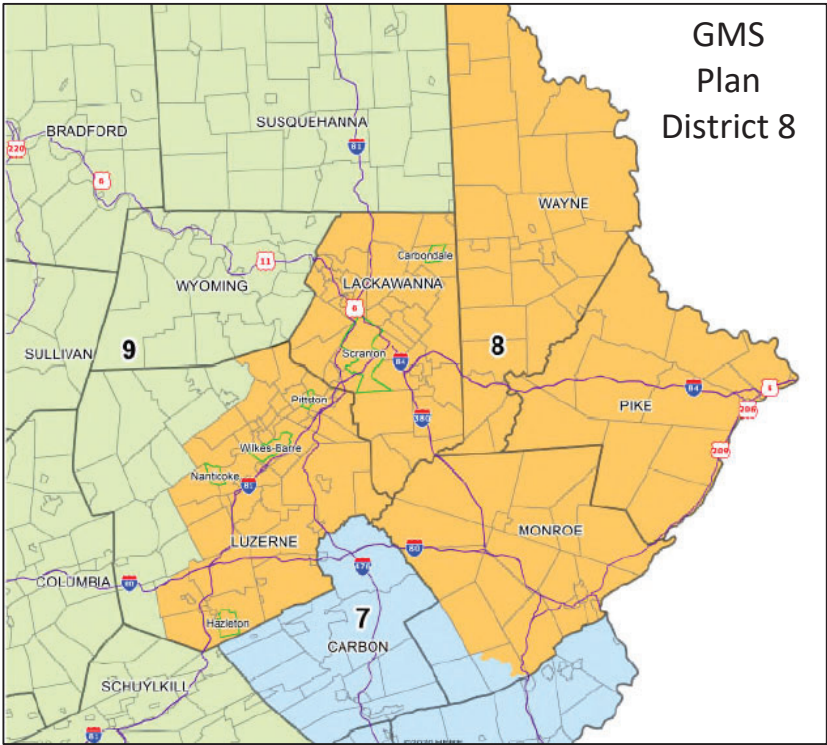 GMS
Plan
District 8
BRADFORD
SUSQUEHANNA
81
220
6
WAYNE
Carbondale
11
WYOMING
LACKAWANNA
6
SULLIVAN
9
Scranton
8
84
84
6
PIKE
206
Pittston
380
209
Wilkes-Barre
Nanticoke
81
LUZERNE
MONROE
80
476
COLUMBIA
80
7
Hazleton
CARBON
SCHUYLKILL
81